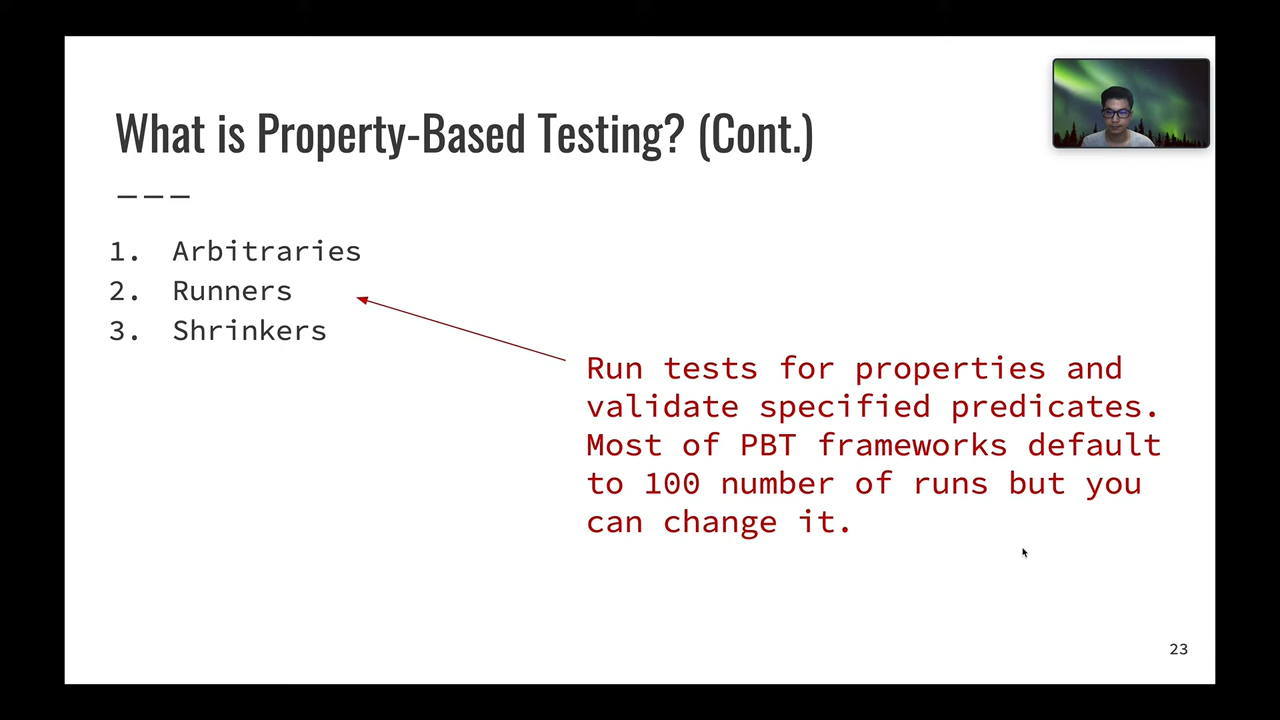 What is Property-Based Testing? (Cont.)
1. Arbitraries
2. Runners
3. Shrinkers
Run tests for properties and
validate specified predicates.
Most of PBT frameworks default
to 100 number of runs but you
can change it.
23